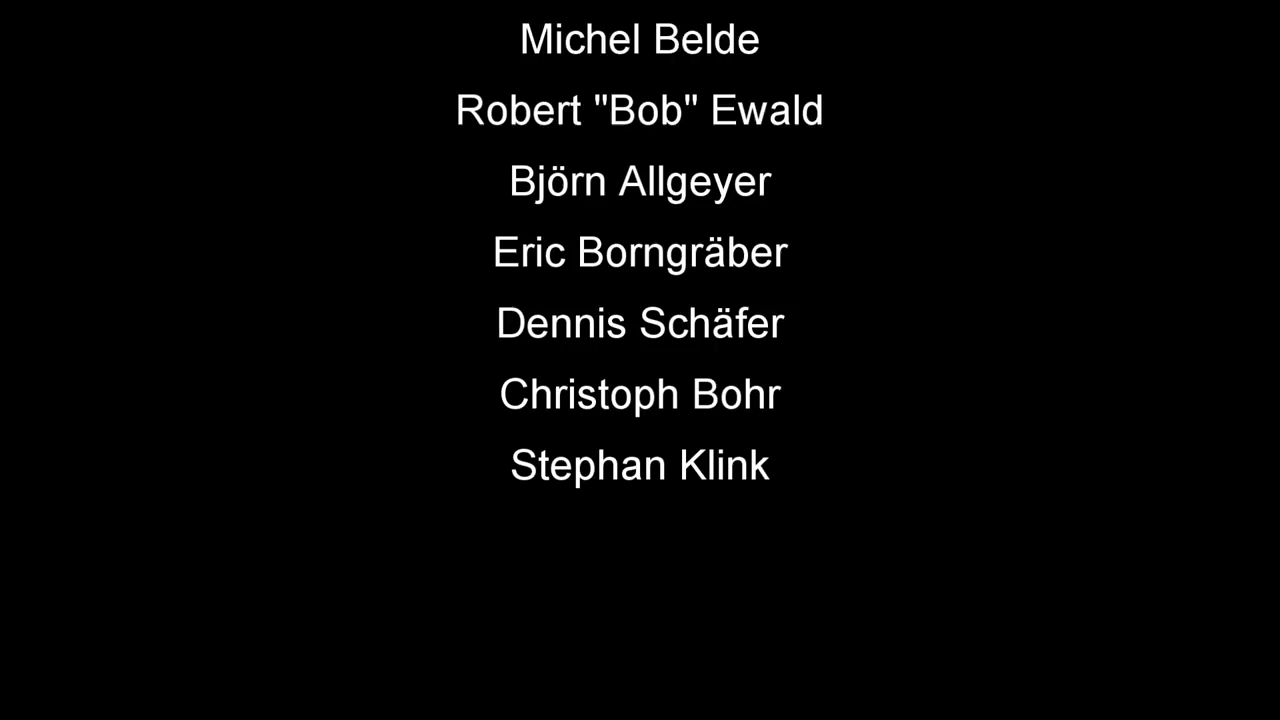 Michel Belde
Robert "Bob" Ewald
Björn Allgeyer
Eric Borngräber
Dennis Schäfer
Christoph Bohr
Stephan Klink